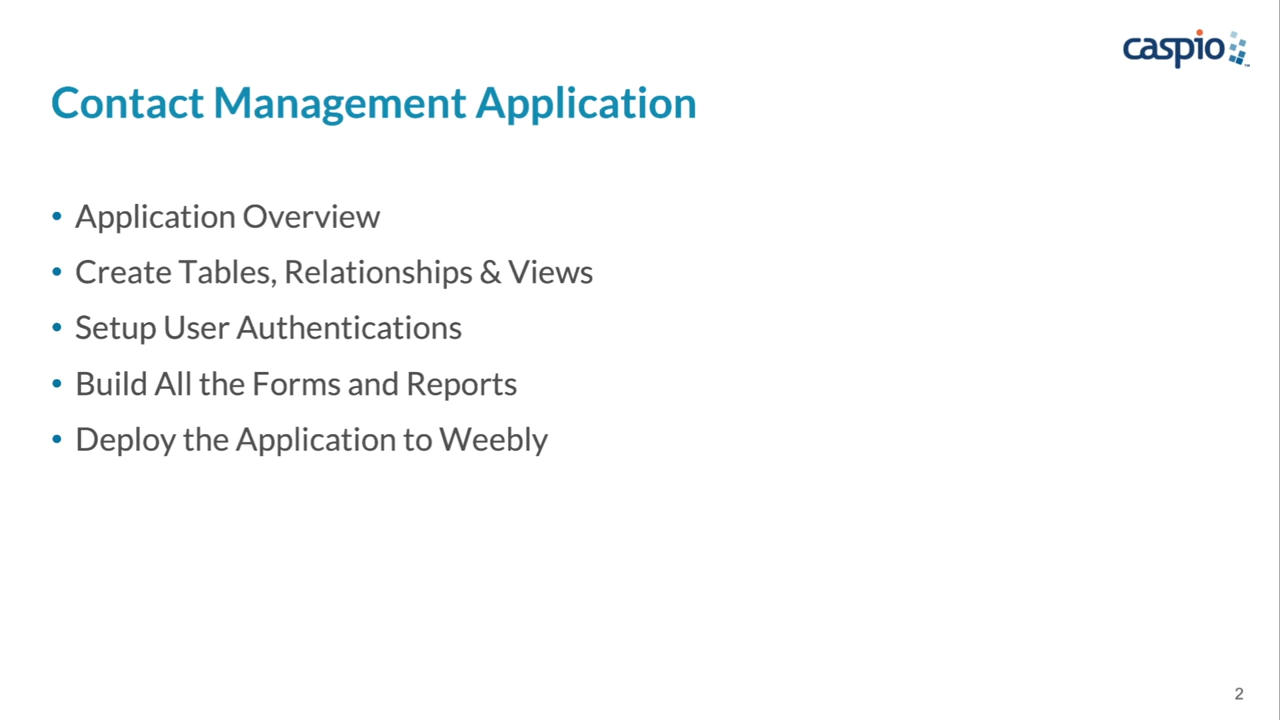 caspio
Contact Management Application
• Application Overview
• Create Tables, Relationships & Views
• Setup User Authentications
• Build All the Forms and Reports
• Deploy the Application to Weebly
2